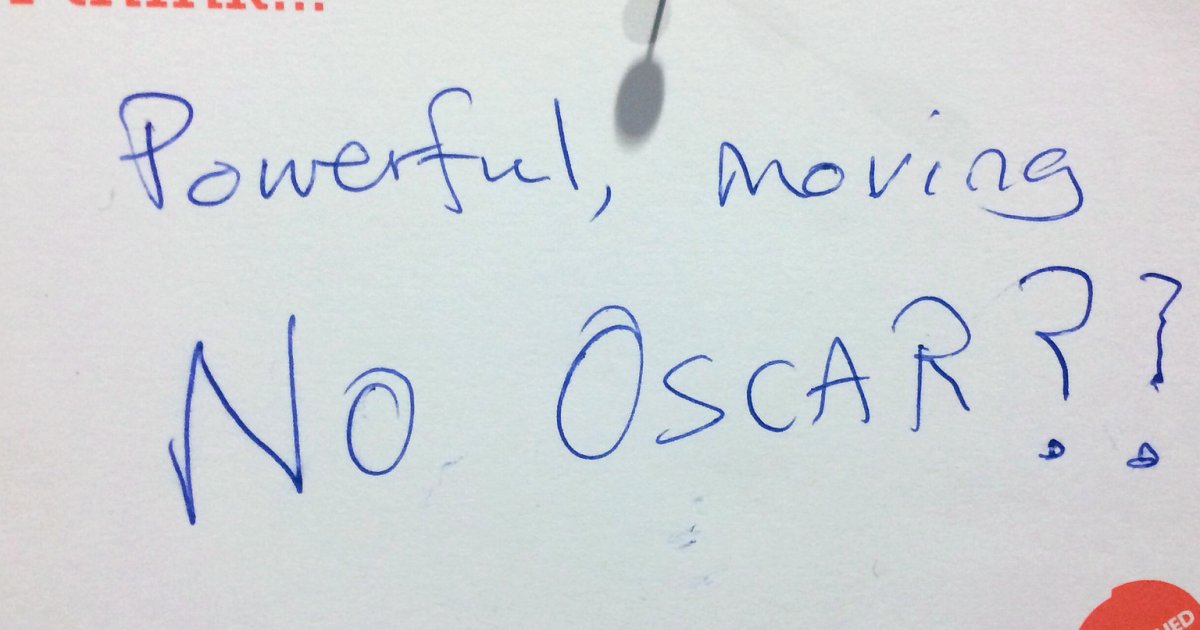 Powerful, moving
NO OSCAR??